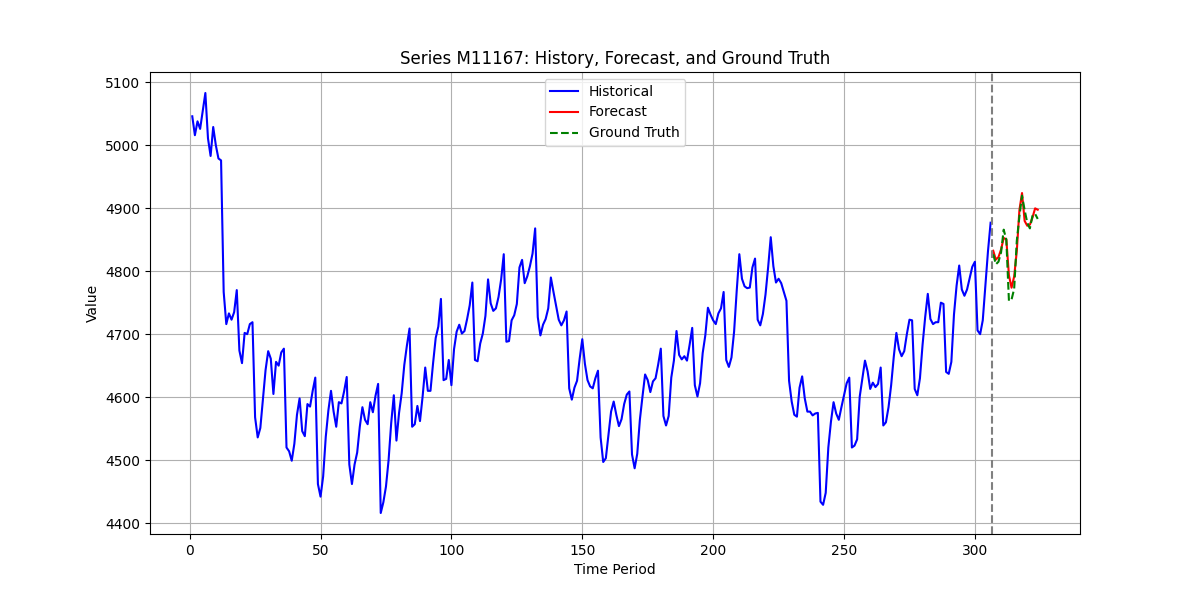 Series M11167: History, Forecast, and Ground Truth
Historical
Forecast
Ground Truth
5100
5000
4900
4800
4700
4600
4500
4400
Value
0 50 100 150 200 250 300
Time Period